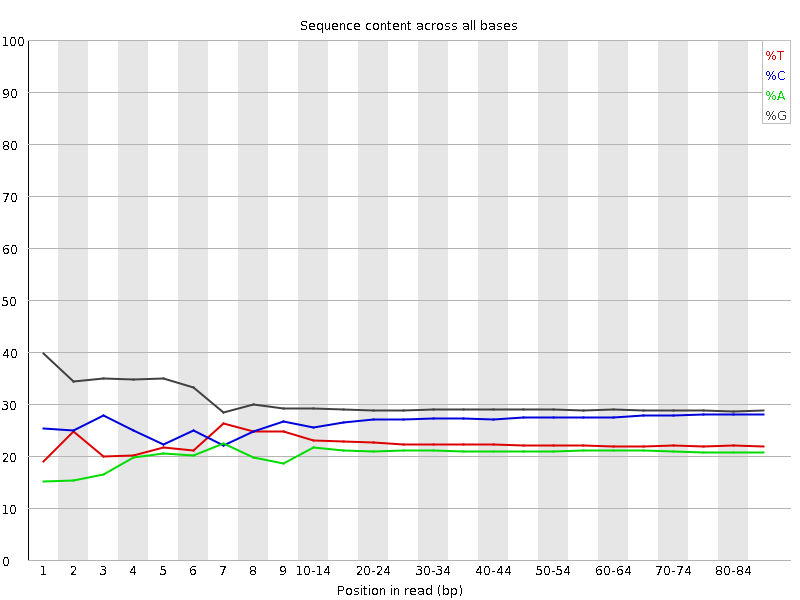 Sequence content across all bases
100
90
80
70
60
50
40
30
20
10
0
%T
%C
%A
%G
1 2 3 4 5 6 7 8 9 10-14 20-24 30-34 40-44 50-54 60-64 70-74 80-84
Position in read (bp)